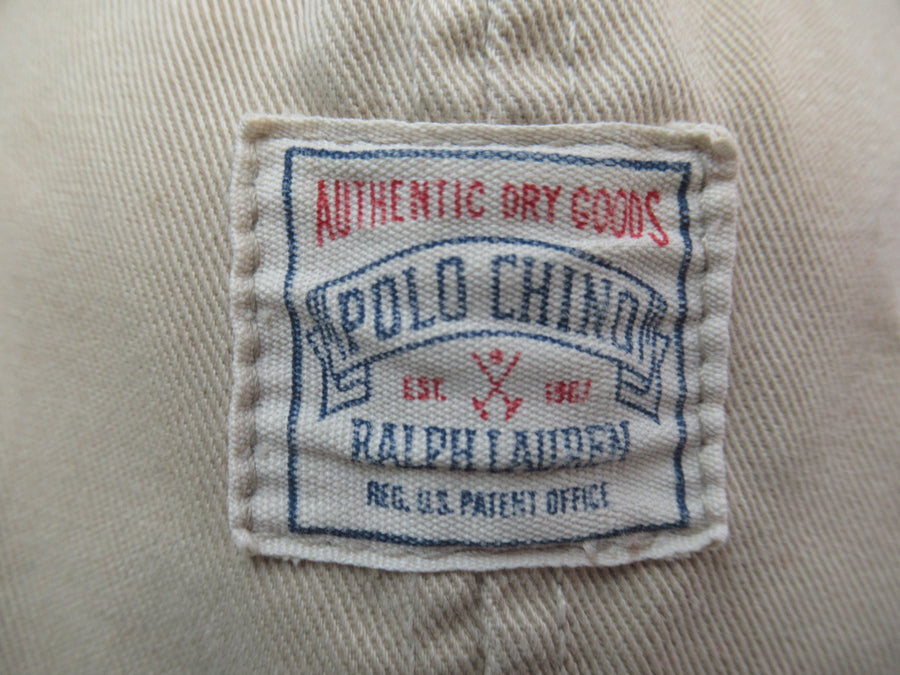 AUTHENTIC DRY GOODS
POLO CHINO
EST. 1967
RALPH LAUREN
REG. U.S. PATENT OFFICE